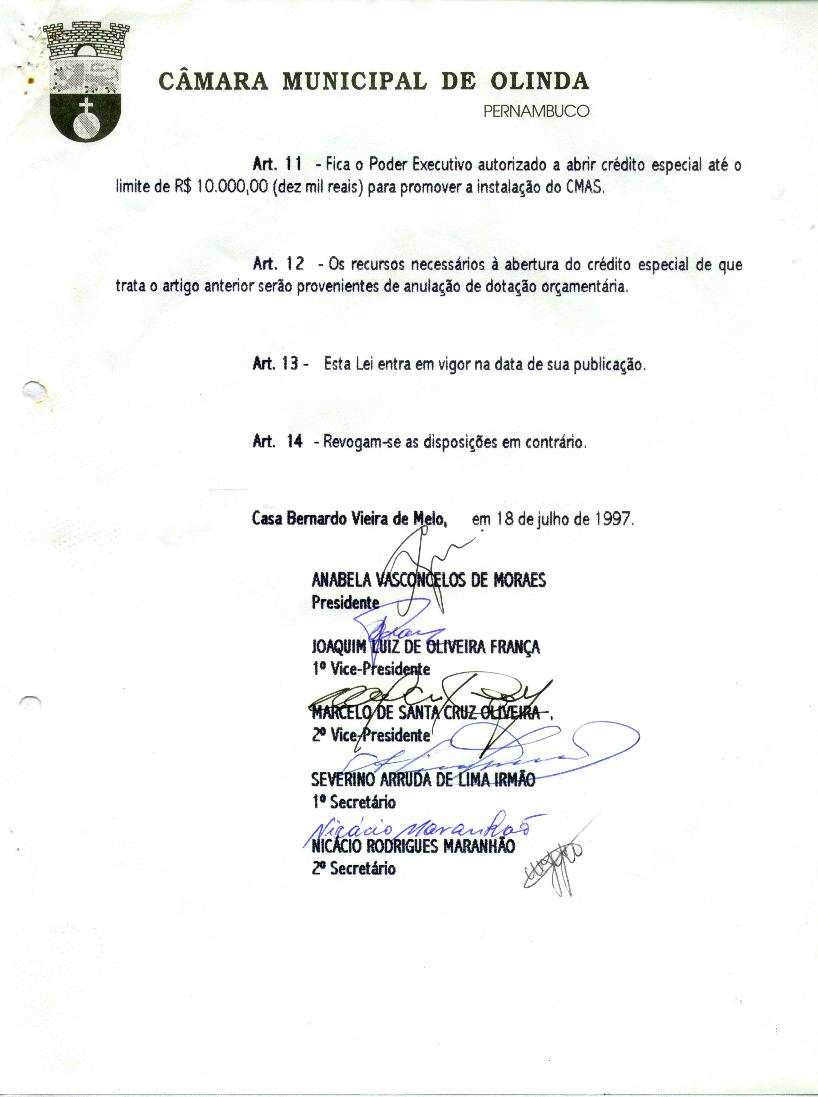 CÂMARA MUNICIPAL DE OLINDA
PERNAMBUCO
Art. 11 - Fica o Poder Executivo autorizado a abrir crédito especial até o
limite de R$ 10.000,00 (dez mil reais) para promover a instalação do CMAS.
Art. 12 - Os recursos necessários à abertura do crédito especial de que
trata o artigo anterior serão provenientes de anulação de dotação orçamentária.
Art. 13 - Esta Lei entra em vigor na data de sua publicação.
Art. 14 - Revogam-se as disposições em contrário.
Casa Bernardo Vieira de Melo, em 18 de julho de 1997.
ANABELA VASCONCELOS DE MORAES
Presidente
JOAQUIM LUIZ DE OLIVEIRA FRANÇA
1º Vice-Presidente
MARCELO DE SANTA CRUZ OLIVEIRA
2º Vice-Presidente
SEVERINO ARRUDA DE LIMA IRMÃO
1º Secretário
Nicácio Maranhão
NICÁCIO RODRIGUES MARANHÃO
2º Secretário